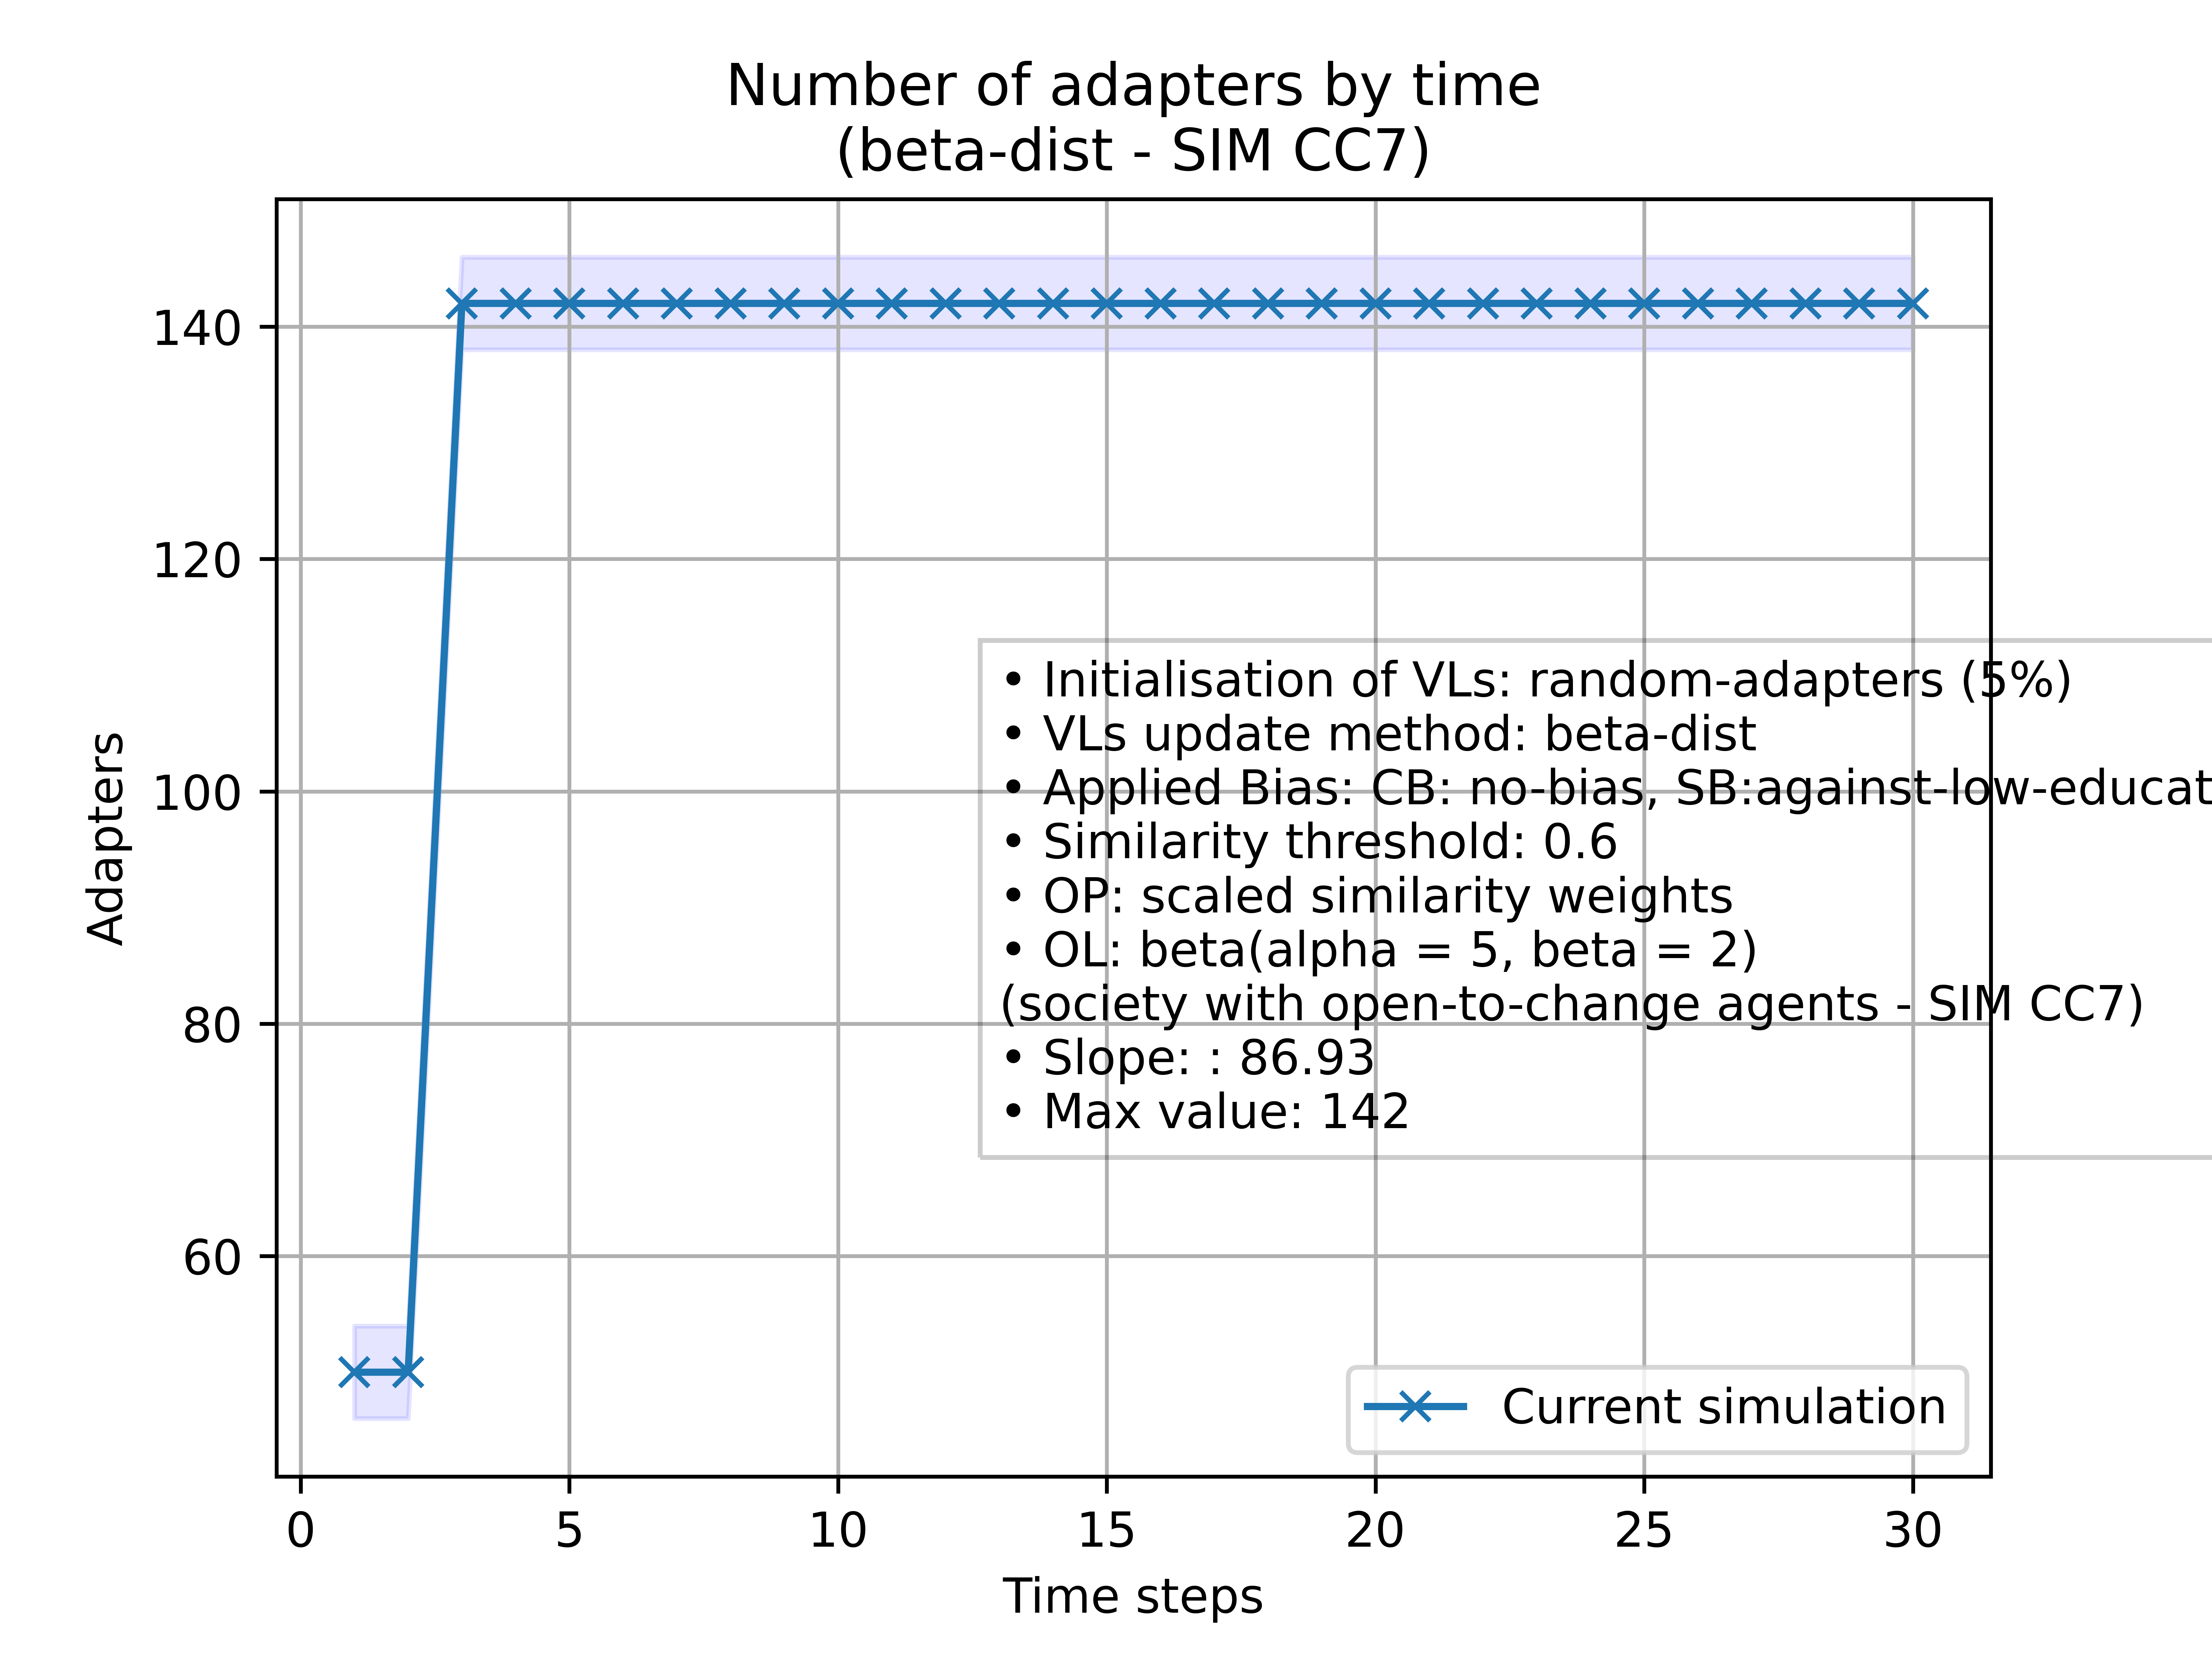 Number of adapters by time
(beta-dist - SIM CC7)
Adapters
140
120
100
80
60
• Initialisation of VLs: random-adapters (5%)
• VLs update method: beta-dist
• Applied Bias: CB: no-bias, SB:against-low-educat
• Similarity threshold: 0.6
• OP: scaled similarity weights
• OL: beta(alpha = 5, beta = 2)
(society with open-to-change agents - SIM CC7)
• Slope: : 86.93
• Max value: 142
Current simulation
0 5 10 15 20 25 30
Time steps